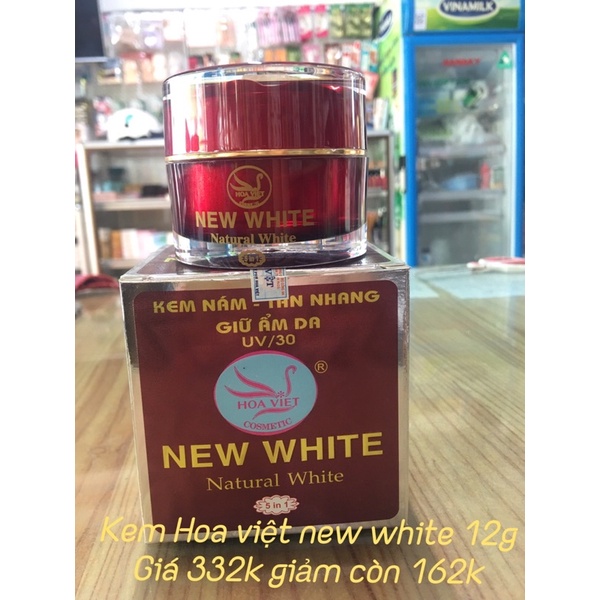 VINAMILK
HOA VIỆT
NEW WHITE
Natural White
KEM NÁM - TÀN NHANG
GIỮ ẨM DA
UV/30
®
HOA VIỆT
COSMETIC
NEW WHITE
Natural White
5 in 1
Kem Hoa việt new white 12g
Giá 332k giảm còn 162k